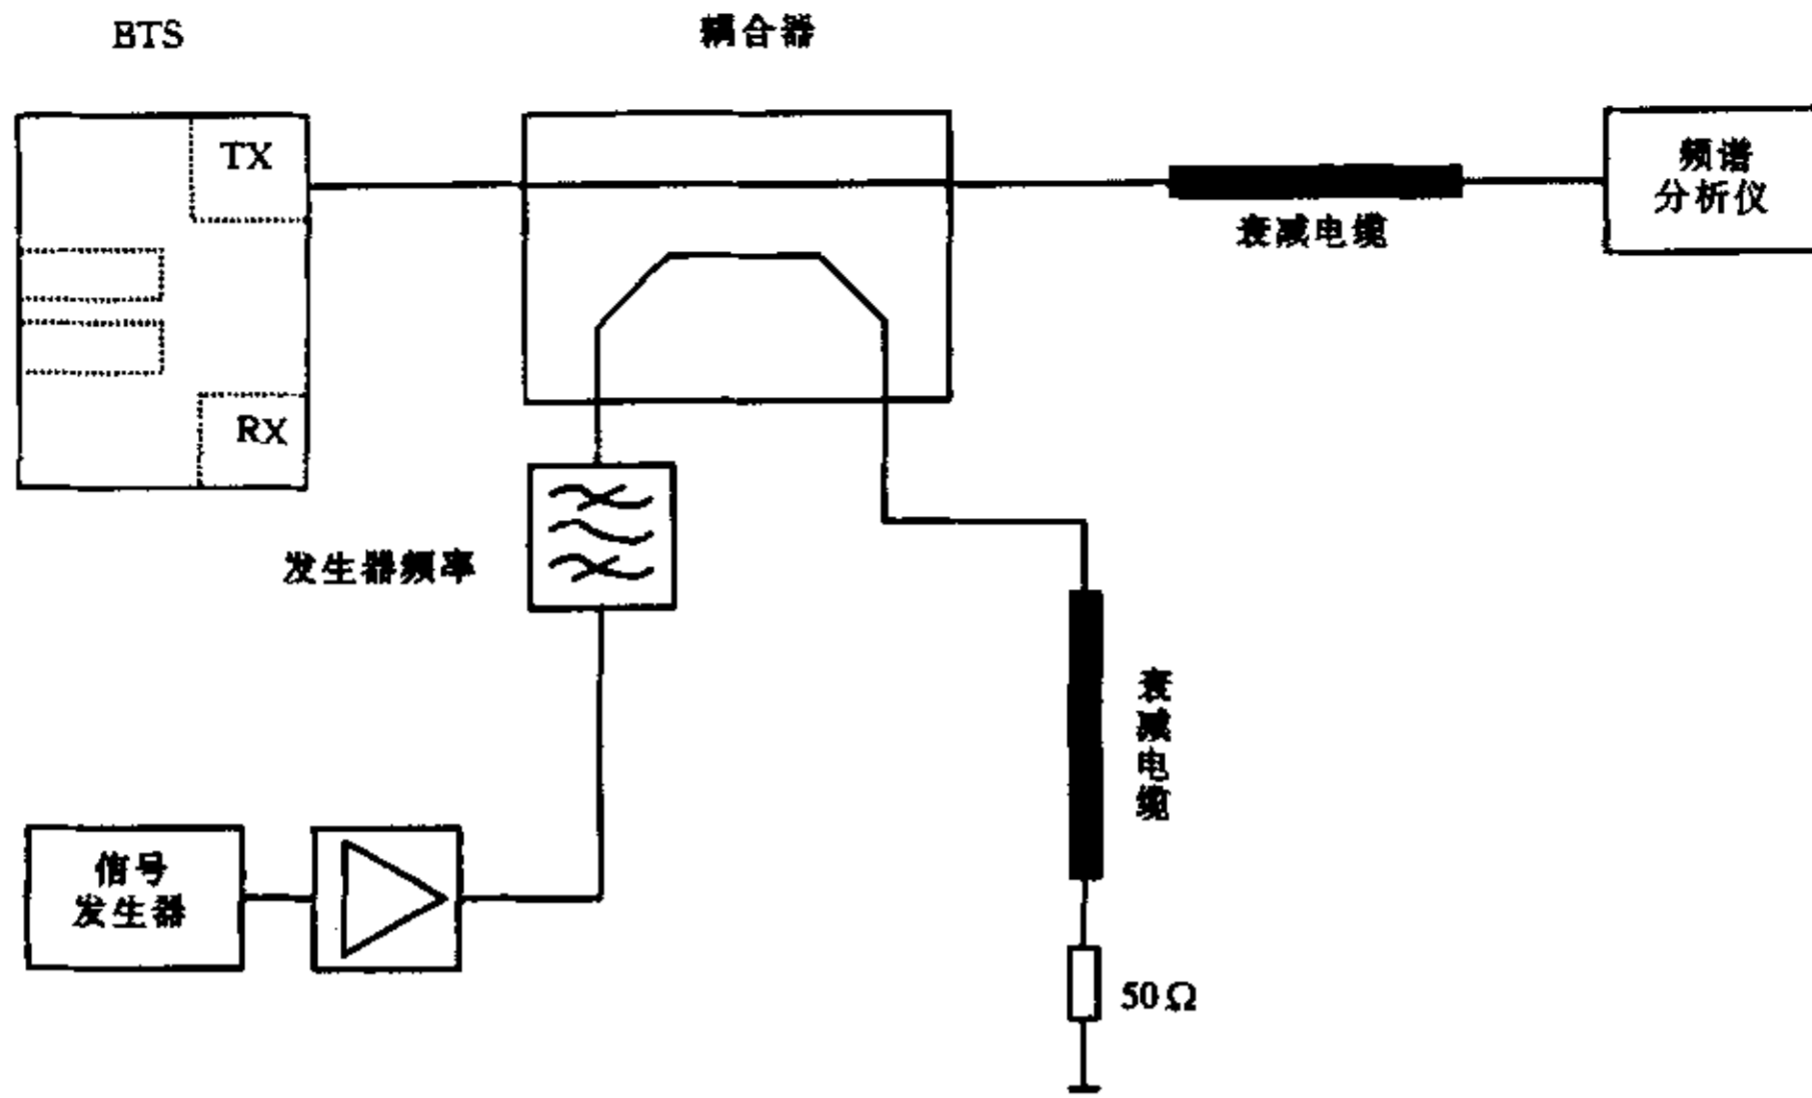 BTS
耦合器
TX
频谱
分析仪
衰减电缆
RX
发生器频率
衰
减
电
缆
信号
发生器
50Ω